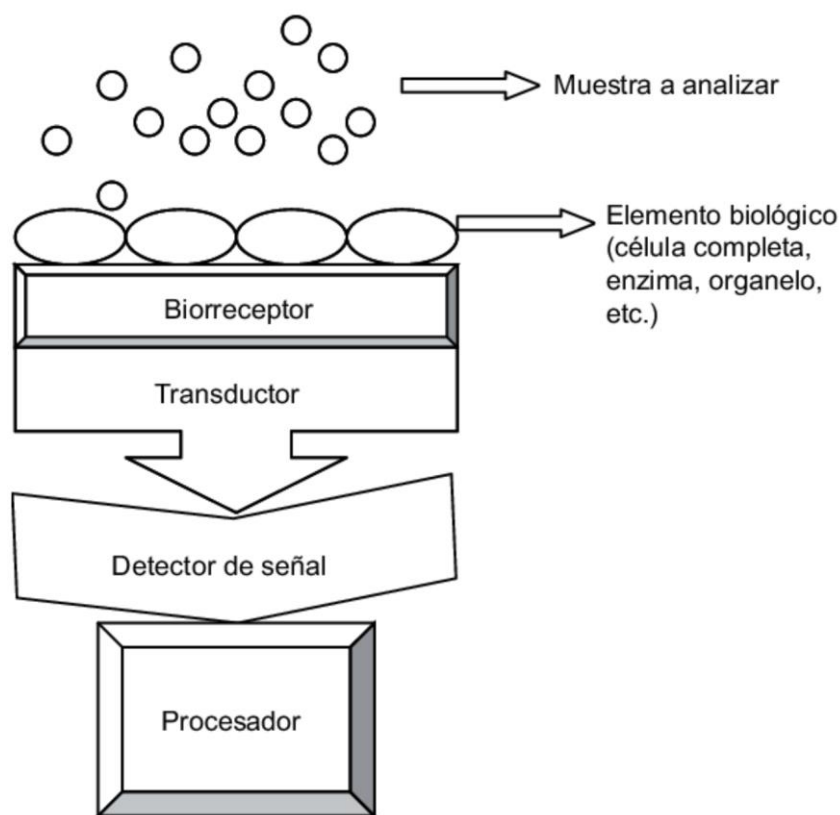 Muestra a analizar
Elemento biológico
(célula completa,
enzima, organelo,
etc.)
Biorreceptor
Transductor
Detector de señal
Procesador